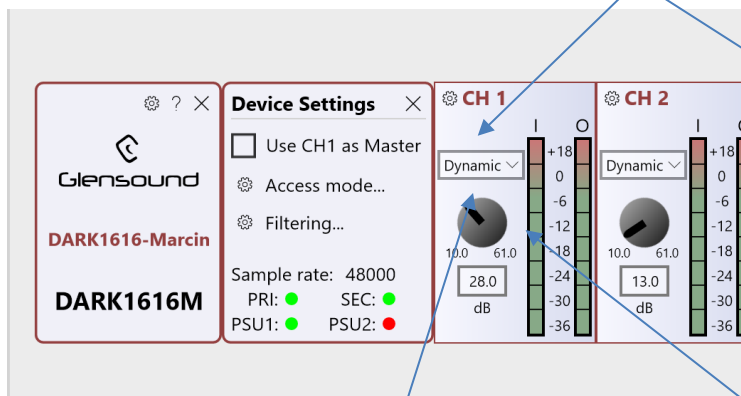 ? ×
Glensound
DARK1616-Marcin
DARK1616M
Device Settings ×
Use CH1 as Master
Access mode...
Filtering...
Sample rate: 48000
PRI: SEC:
PSU1: PSU2:
CH 1
I O
Dynamic
+18
0
-6
-12
-18
-24
-30
-36
10.0 61.0
28.0
dB
CH 2
I
Dynamic
+18
0
-6
-12
-18
-24
-30
-36
10.0 61.0
13.0
dB